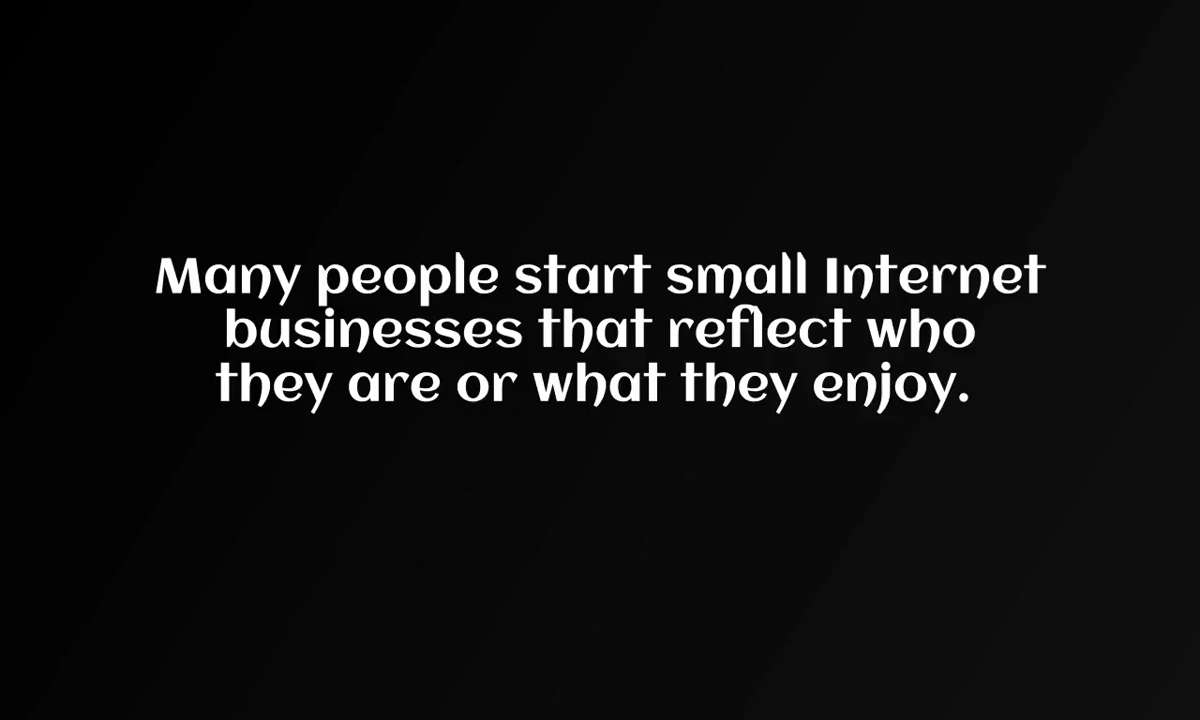 Many people start small Internet
businesses that reflect who
they are or what they enjoy.